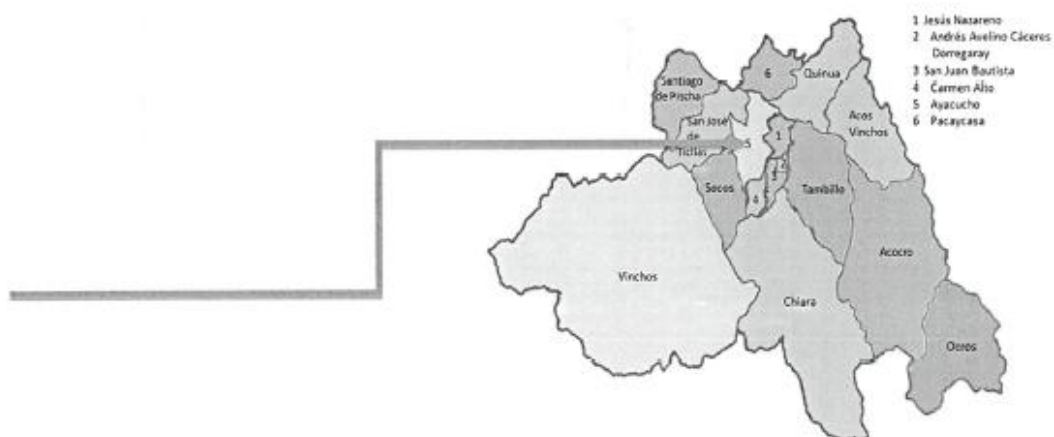 1 Jesús Nazareno
2 Andrés Avelino Cáceres
Dorregaray
3 San Juan Bautista
4 Carmen Alto
5 Ayacucho
6 Pacaycasa
6
Quinua
Santiago
de Pischa
Acos
Vinchos
San José
de
Ticllas
5
1
2
3
4
Socos
Tambillo
Acocro
Vinchos
Chiara
Ocros